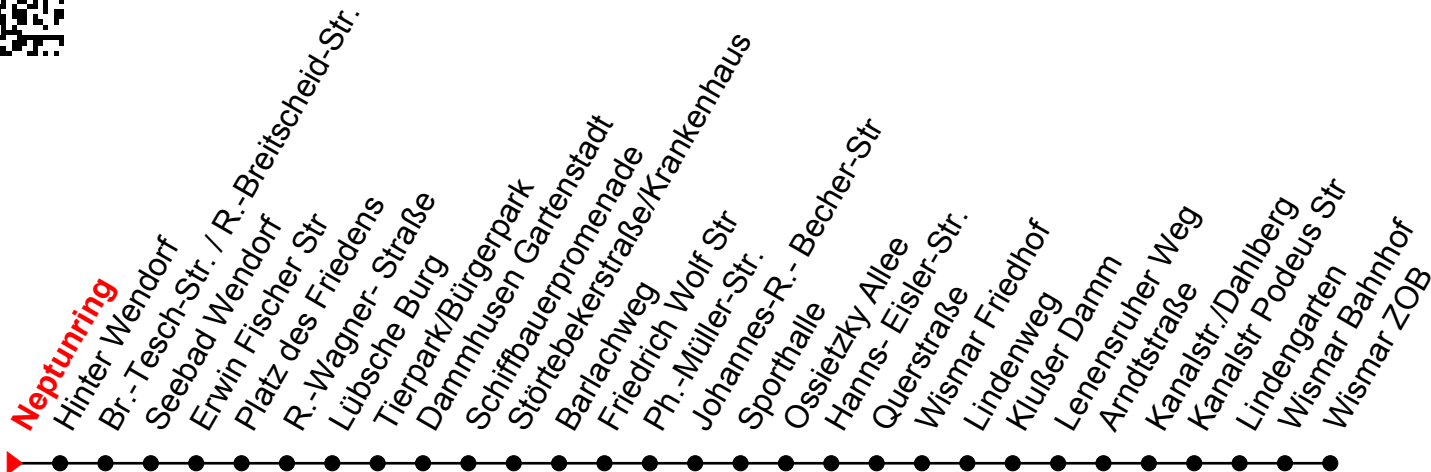 Neptunring
Hinter Wendorf
Br.-Tesch-Str. / R.-Breitscheid-Str.
Seebad Wendorf
Erwin Fischer Str
Platz des Friedens
R.-Wagner- Straße
Lübsche Burg
Tierpark/Bürgerpark
Dammhusen Gartenstadt
Schiffbauerpromenade
Störtebekerstraße/Krankenhaus
Barlachweg
Friedrich Wolf Str
Ph.-Müller-Str.
Johannes-R.- Becher-Str
Sporthalle
Ossietzky Allee
Hanns- Eisler-Str.
Querstraße
Wismar Friedhof
Lindenweg
Klußer Damm
Lenensruher Weg
Arndtstraße
Kanalstr./Dahlberg
Kanalstr Podeus Str
Lindengarten
Wismar Bahnhof
Wismar ZOB